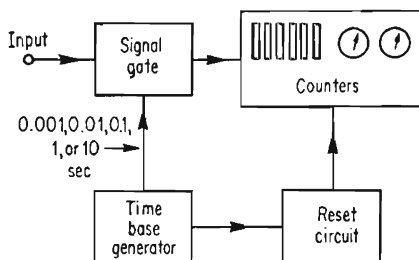 Input
Signal
gate
Counters
0.001,0.01,0.1,
1, or 10
sec
Time
base
generator
Reset
circuit